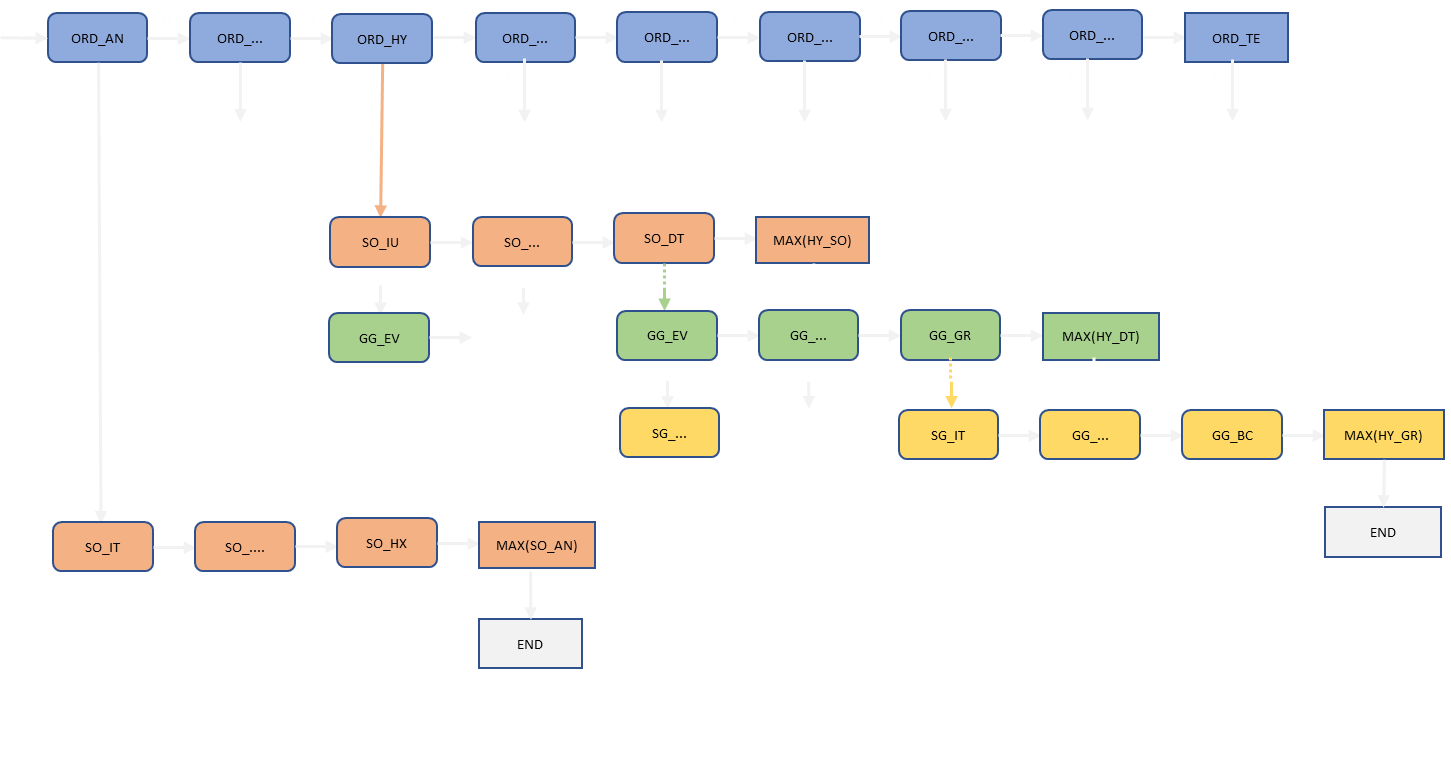 ORD_AN
ORD_...
ORD_HY
ORD_...
ORD_...
ORD_...
ORD_...
ORD_...
ORD_TE
SO_IU
SO_...
SO_DT
MAX(HY_SO)
GG_EV
GG_EV
GG_...
GG_GR
MAX(HY_DT)
SG_...
SG_IT
GG_...
GG_BC
MAX(HY_GR)
END
SO_IT
SO_....
SO_HX
MAX(SO_AN)
END